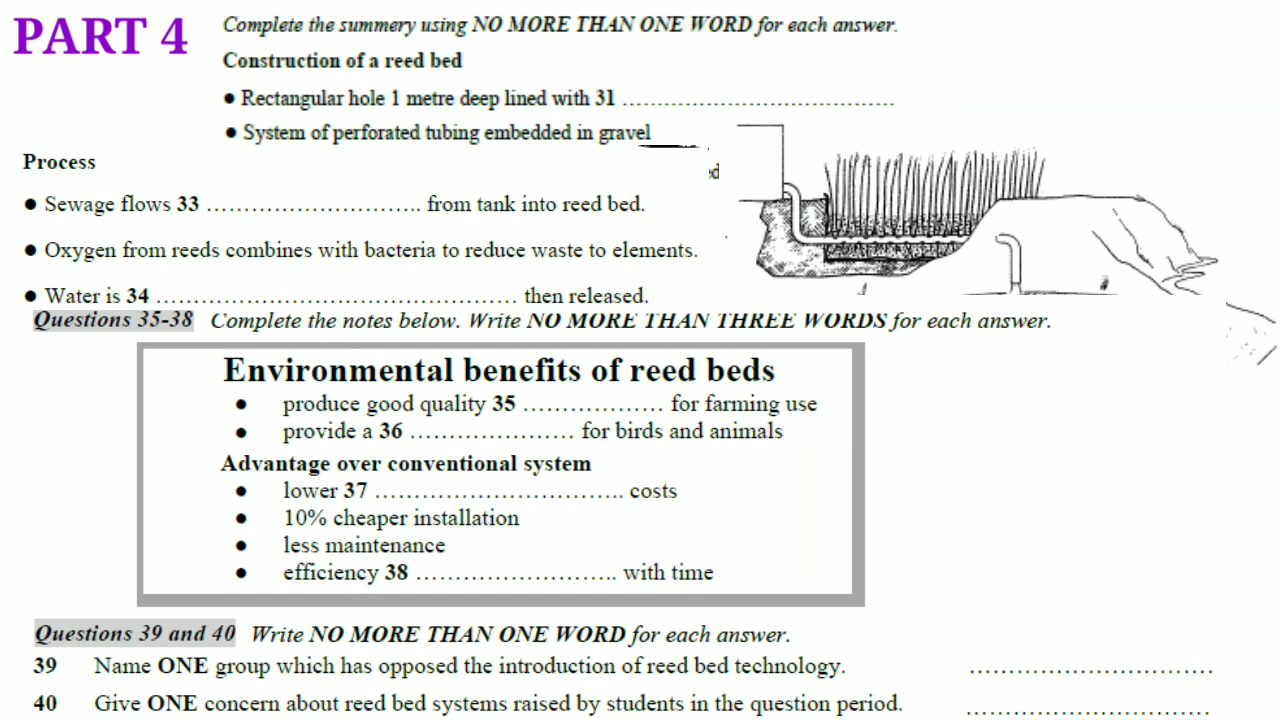 PART 4
Complete the summery using NO MORE THAN ONE WORD for each answer.
Construction of a reed bed
● Rectangular hole 1 metre deep lined with 31 ……………………………………
● System of perforated tubing embedded in gravel
Process
● Sewage flows 33 ……………………….. from tank into reed bed.
● Oxygen from reeds combines with bacteria to reduce waste to elements.
● Water is 34 ………………………………………… then released.
Questions 35-38 Complete the notes below. Write NO MORE THAN THREE WORDS for each answer.
Environmental benefits of reed beds
● produce good quality 35 ……………… for farming use
● provide a 36 ………………… for birds and animals
Advantage over conventional system
● lower 37 ………………………….. costs
● 10% cheaper installation
● less maintenance
● efficiency 38 …………………….. with time
Questions 39 and 40 Write NO MORE THAN ONE WORD for each answer.
39 Name ONE group which has opposed the introduction of reed bed technology. ………………………….
40 Give ONE concern about reed bed systems raised by students in the question period. ………………………….